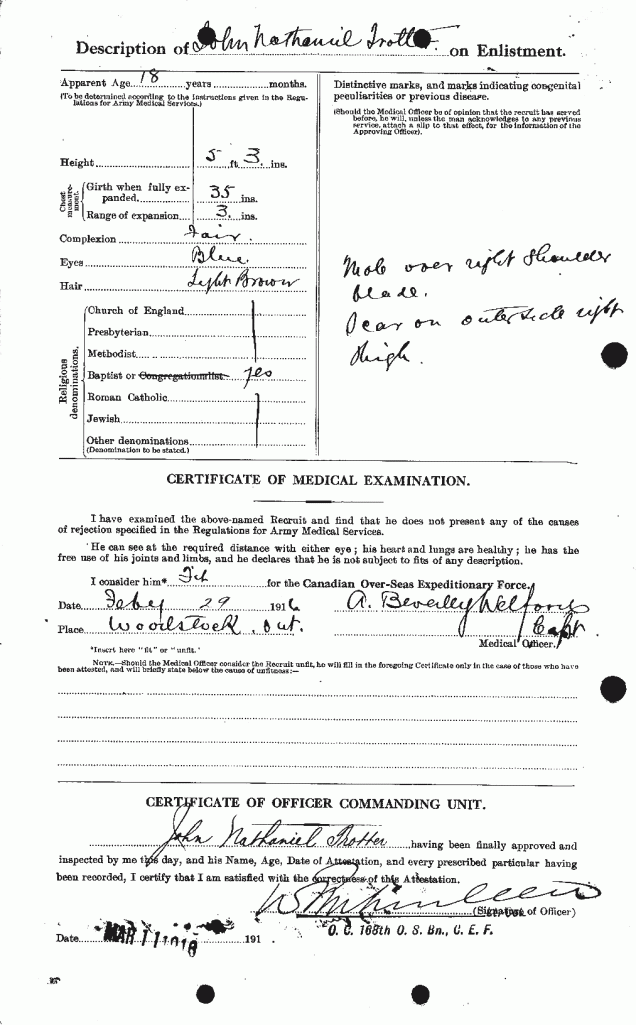 Description of John Nathaniel Trotter on Enlistment.
Apparent Age 18 years months.
(To be determined according to the instructions given in the Regulations for Army Medical Services.)
Height 5 ft. 3 ins.
Chest measurement.
Girth when fully expanded 35 ins.
Range of expansion 3 ins.
Complexion Fair.
Eyes Blue.
Hair Light Brown
Religious denominations.
Church of England
Presbyterian
Methodist
Baptist or Congregationalist yes
Roman Catholic
Jewish
Other denominations
(Denomination to be stated.)
Distinctive marks, and marks indicating congenital
peculiarities or previous disease.
(Should the Medical Officer be of opinion that the recruit has served
before, he will, unless the man acknowledges to any previous
service, attach a slip to that effect, for the information of the
Approving Officer).
Mole over right shoulder
blade.
Scar on outerside right
thigh.
CERTIFICATE OF MEDICAL EXAMINATION.
I have examined the above-named Recruit and find that he does not present any of the causes
of rejection specified in the Regulations for Army Medical Services.
He can see at the required distance with either eye; his heart and lungs are healthy; he has the
free use of his joints and limbs, and he declares that he is not subject to fits of any description.
I consider him* Fit for the Canadian Over-Seas Expeditionary Force.
Date Feby 29 1916
A. Beverley Welford
Capt
Place Woodstock, Ont.
Medical Officer.
*Insert here "fit" or "unfit."
NOTE.—Should the Medical Officer consider the Recruit unfit, he will fill in the foregoing Certificate only in the case of those who have
been attested, and will briefly state below the cause of unfitness:—
CERTIFICATE OF OFFICER COMMANDING UNIT.
John Nathaniel Trotter having been finally approved and
inspected by me this day, and his Name, Age, Date of Attestation, and every prescribed particular having
been recorded, I certify that I am satisfied with the correctness of this Attestation.
(Signature of Officer)
O. C. 168th O. S. Bn., C. E. F.
Date MAR 11 1916 191